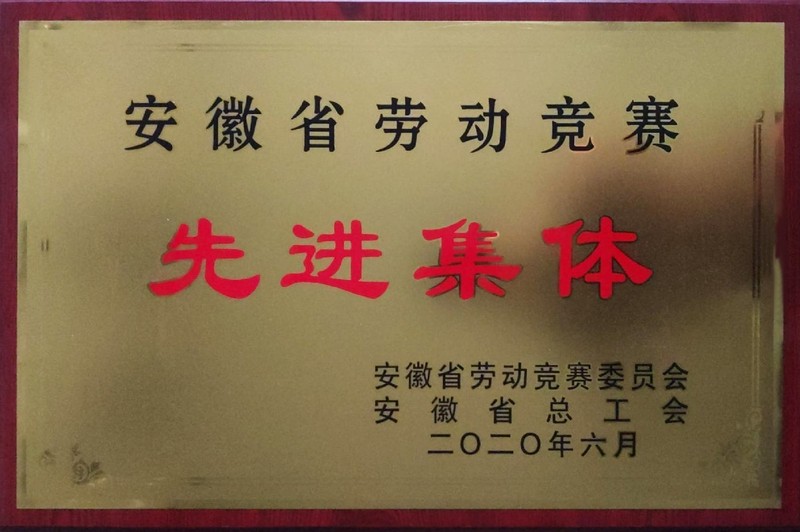 安徽省劳动竞赛
先进集体
安徽省劳动竞赛委员会
安徽省总工会
二〇二〇年六月